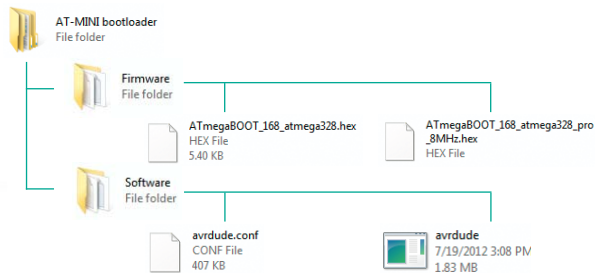 AT-MINI bootloader
File folder
Firmware
File folder
ATmegaBOOT_168_atmega328.hex
HEX File
5.40 KB
ATmegaBOOT_168_atmega328_pro
_8MHz.hex
HEX File
Software
File folder
avrdude.conf
CONF File
407 KB
avrdude
7/19/2012 3:08 PM
1.83 MB